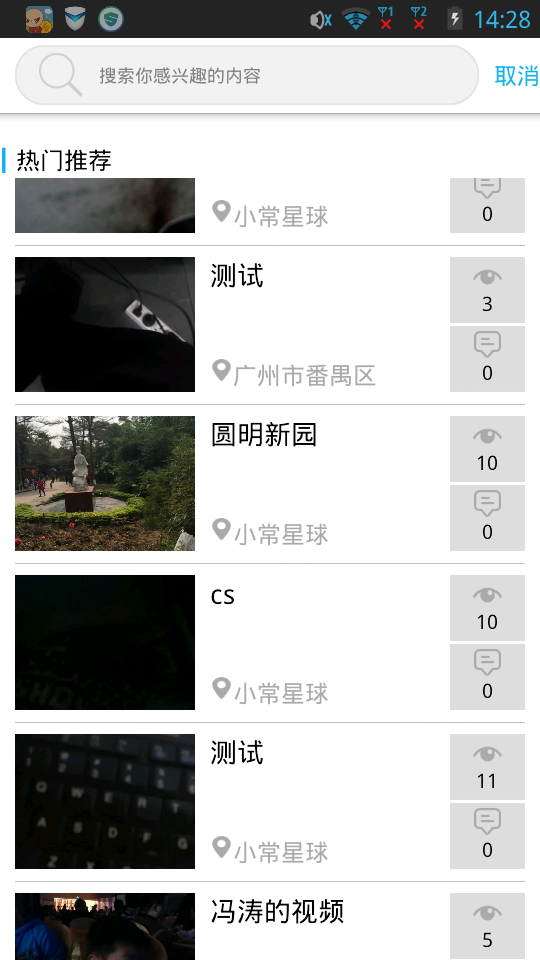 1 2 14:28
搜索你感兴趣的内容 取消
热门推荐
小常星球
0
测试
3
广州市番禺区
0
圆明新园
10
小常星球
0
cs
10
小常星球
0
测试
11
Q W E R T
A S D F G
Z Y
小常星球
0
冯涛的视频
5